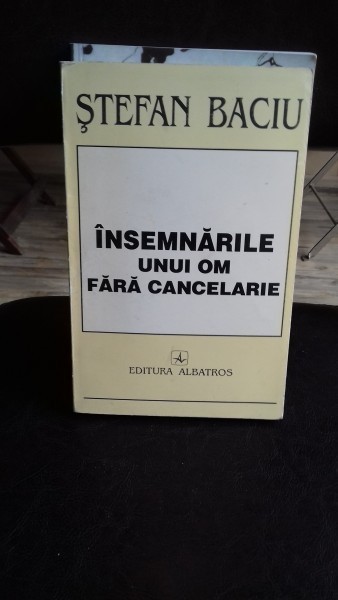 ŞTEFAN BACIU
ÎNSEMNĂRILE
UNUI OM
FĂRĂ CANCELARIE
EDITURA ALBATROS